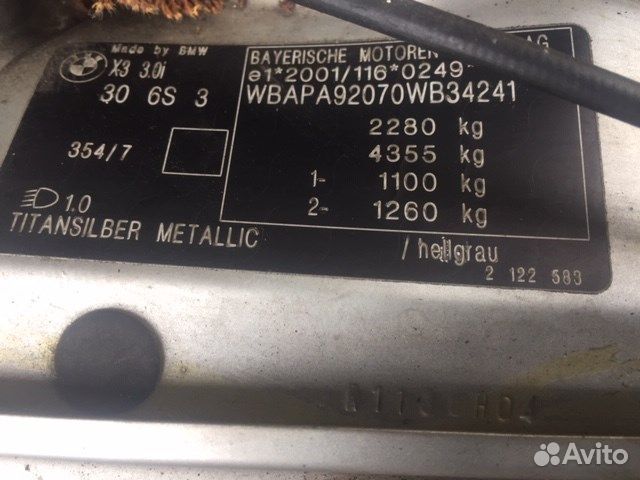 Made by BMW
X3 3.0i
30 6S 3
354/7
1.0
TITANSILBER METALLIC
BAYERISCHE MOTOREN AG
e1*2001/116*0249*
WBAPA92070WB34241
2280 kg
4355 kg
1- 1100 kg
2- 1260 kg
/hellgrau
2 122 583
Avito